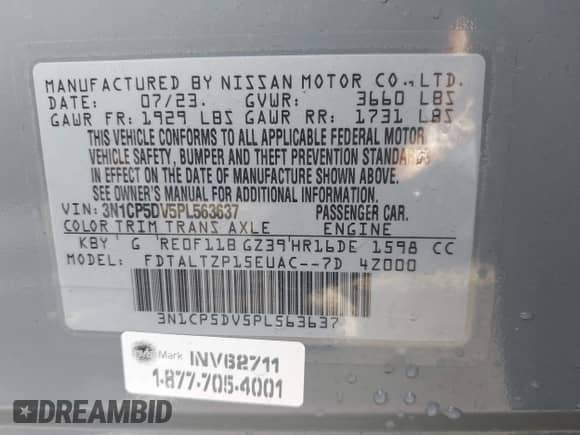 MANUFACTURED BY NISSAN MOTOR CO., LTD.
DATE: 07/23. GVWR: 3660 LBS
GAWR FR: 1929 LBS GAWR RR: 1731 LBS
THIS VEHICLE CONFORMS TO ALL APPLICABLE FEDERAL MOTOR
VEHICLE SAFETY, BUMPER AND THEFT PREVENTION STANDARDS
IN EFFECT ON THE DATE OF MANUFACTURE SHOWN ABOVE.
SEE OWNER'S MANUAL FOR ADDITIONAL INFORMATION.
VIN: 3N1CP5DV5PL563637 PASSENGER CAR.
COLOR TRIM TRANS AXLE ENGINE
KBY G RE0F11B GZ39 HR16DE 1598 CC
FDTALTZP15EUAC--7D 4Z000
3N1CP5DV5PL563637
Mark INV62711
1-877-705-4001
DREAMBID